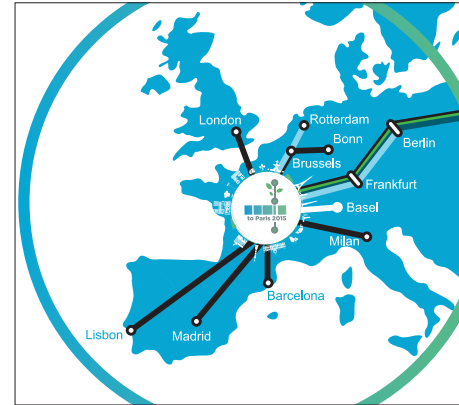 London
Rotterdam
Bonn
Berlin
Brussels
Frankfurt
Basel
to Paris 2015
Milan
Barcelona
Lisbon
Madrid